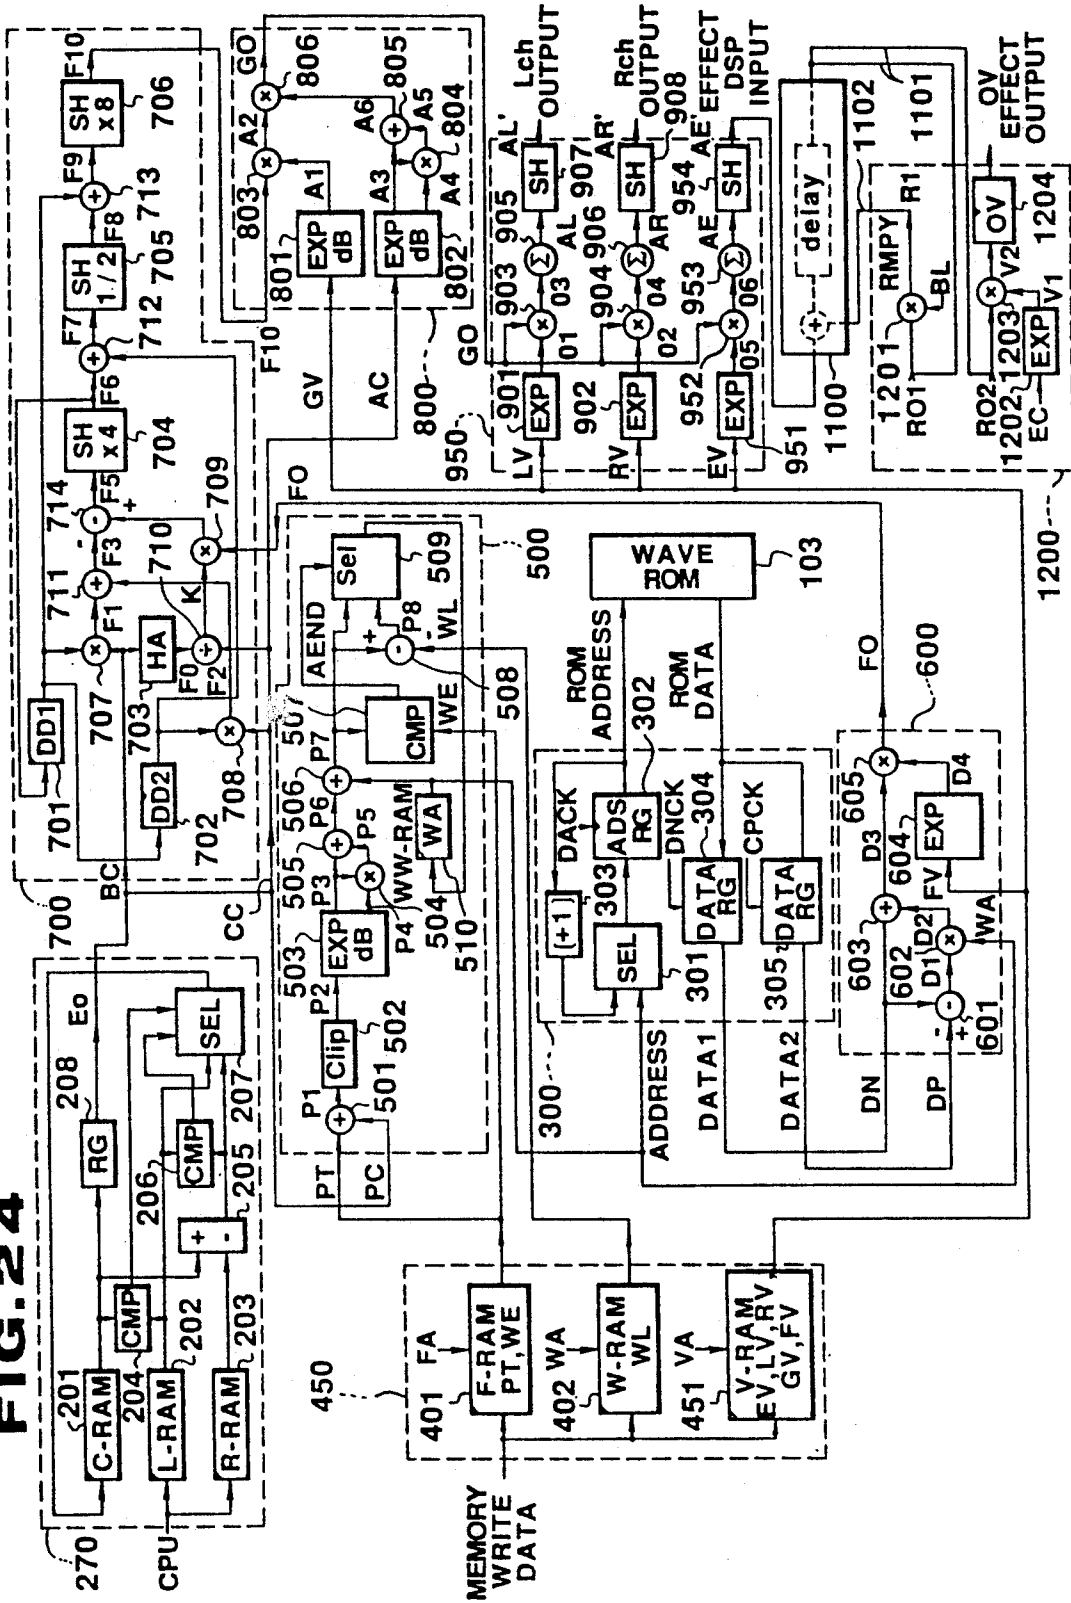 FIG. 24
270
CPU
201
C-RAM
204
CMP
L-RAM
202
R-RAM
203
208
RG
Eo
206
CMP
+
-
205
SEL
207
700
BC
CC
701
DD1
702
DD2
707
×
F1
703
HA
F0
F2
÷
710
K
708
×
711
+
F3
714
-
-
+
F5
709
×
FO
SH
×4
704
F6
+
712
F7
SH
1/2
705
F8
+
713
F9
SH
×8
706
F10
F10
800
GV
AC
801
EXP
dB
A1
EXP
dB
802
A3
A4
803
×
A2
804
×
A5
805
+
A6
806
×
GO
GO
500
PT
PC
P1
+
501
Clip
502
P2
503
EXP
dB
P3
P4
504
×
P5
505
+
P6
506
+
P7
WW-RAM
WA
510
CMP
WE
AEND
508
-
+
-
P8
WL
Sel
509
950
LV
901
EXP
01
903
×
03
905
Σ
AL
SH
907
AL'
Lch
OUTPUT
RV
902
EXP
02
904
×
04
906
Σ
AR
SH
908
AR'
Rch
OUTPUT
EV
951
EXP
05
952
×
06
953
Σ
AE
954
SH
AE'
EFFECT
DSP
INPUT
300
ADDRESS
DATA1
DATA2
SEL
301
[+1]
303
DACK
ADS
RG
302
DNCK
DATA
RG
304
CPCK
DATA
RG
305
ROM
ADDRESS
ROM
DATA
WAVE
ROM
103
1100
+
delay
1101
1102
450
MEMORY
WRITE
DATA
FA
401
F-RAM
PT,WE
WA
402
W-RAM
WL
VA
451
V-RAM
EV,LV,RV
GV,FV
600
DN
DP
-
+
-
601
D1
602
×
D2
WA
603
+
D3
FV
604
EXP
D4
605
×
FO
1200
RO1
1201
×
BL
RMPY
R1
RO2
1202
EC
EXP
1203
×
V1
V2
OV
1204
OV
EFFECT
OUTPUT